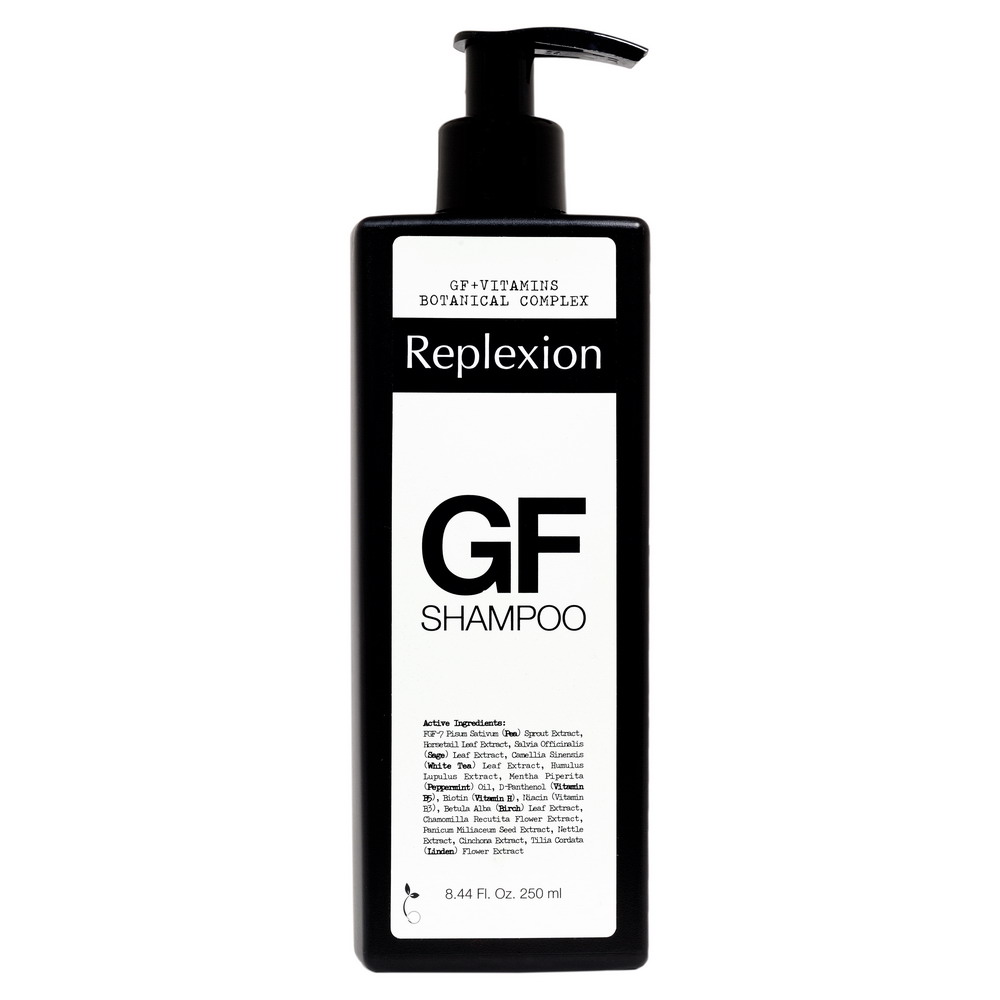 GF+VITAMINS
BOTANICAL COMPLEX
Replexion
GF
SHAMPOO
Active Ingredients:
FGF-7 Pisum Sativum (Pea) Sprout Extract,
Horsetail Leaf Extract, Salvia Officinalis
(Sage) Leaf Extract, Camellia Sinensis
(White Tea) Leaf Extract, Humulus
Lupulus Extract, Mentha Piperita
(Peppermint) Oil, D-Panthenol (Vitamin
B5), Biotin (Vitamin H), Niacin (Vitamin
B3), Betula Alba (Birch) Leaf Extract,
Chamomilla Recutita Flower Extract,
Panicum Miliaceum Seed Extract, Nettle
Extract, Cinchona Extract, Tilia Cordata
(Linden) Flower Extract
8.44 Fl. Oz. 250 ml